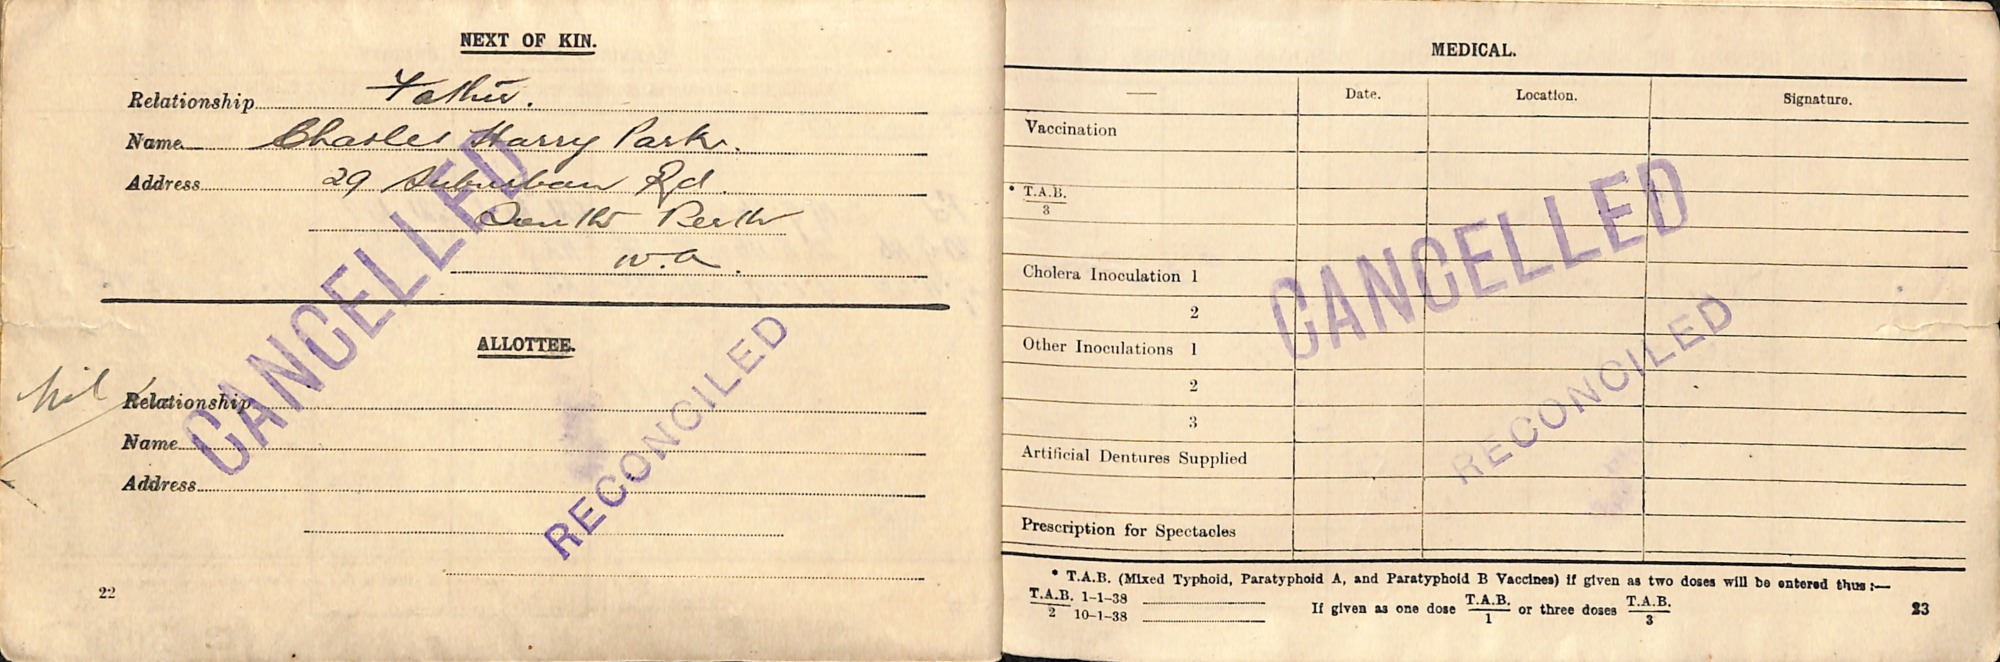 NEXT OF KIN.
Relationship Father.
Name Charles Harry Park.
Address 29 Suburban Rd.
South Perth
W.A.
ALLOTTEE.
Nil
Relationship
Name
Address
CANCELLED
RECONCILED
22
MEDICAL.
— Date. Location. Signature.
Vaccination
* T.A.B.
3
Cholera Inoculation 1
2
Other Inoculations 1
2
3
Artificial Dentures Supplied
Prescription for Spectacles
CANCELLED
RECONCILED
* T.A.B. (Mixed Typhoid, Paratyphoid A, and Paratyphoid B Vaccines) if given as two doses will be entered thus:—
T.A.B. 1-1-38
2 10-1-38
If given as one dose T.A.B./1 or three doses T.A.B./3
23